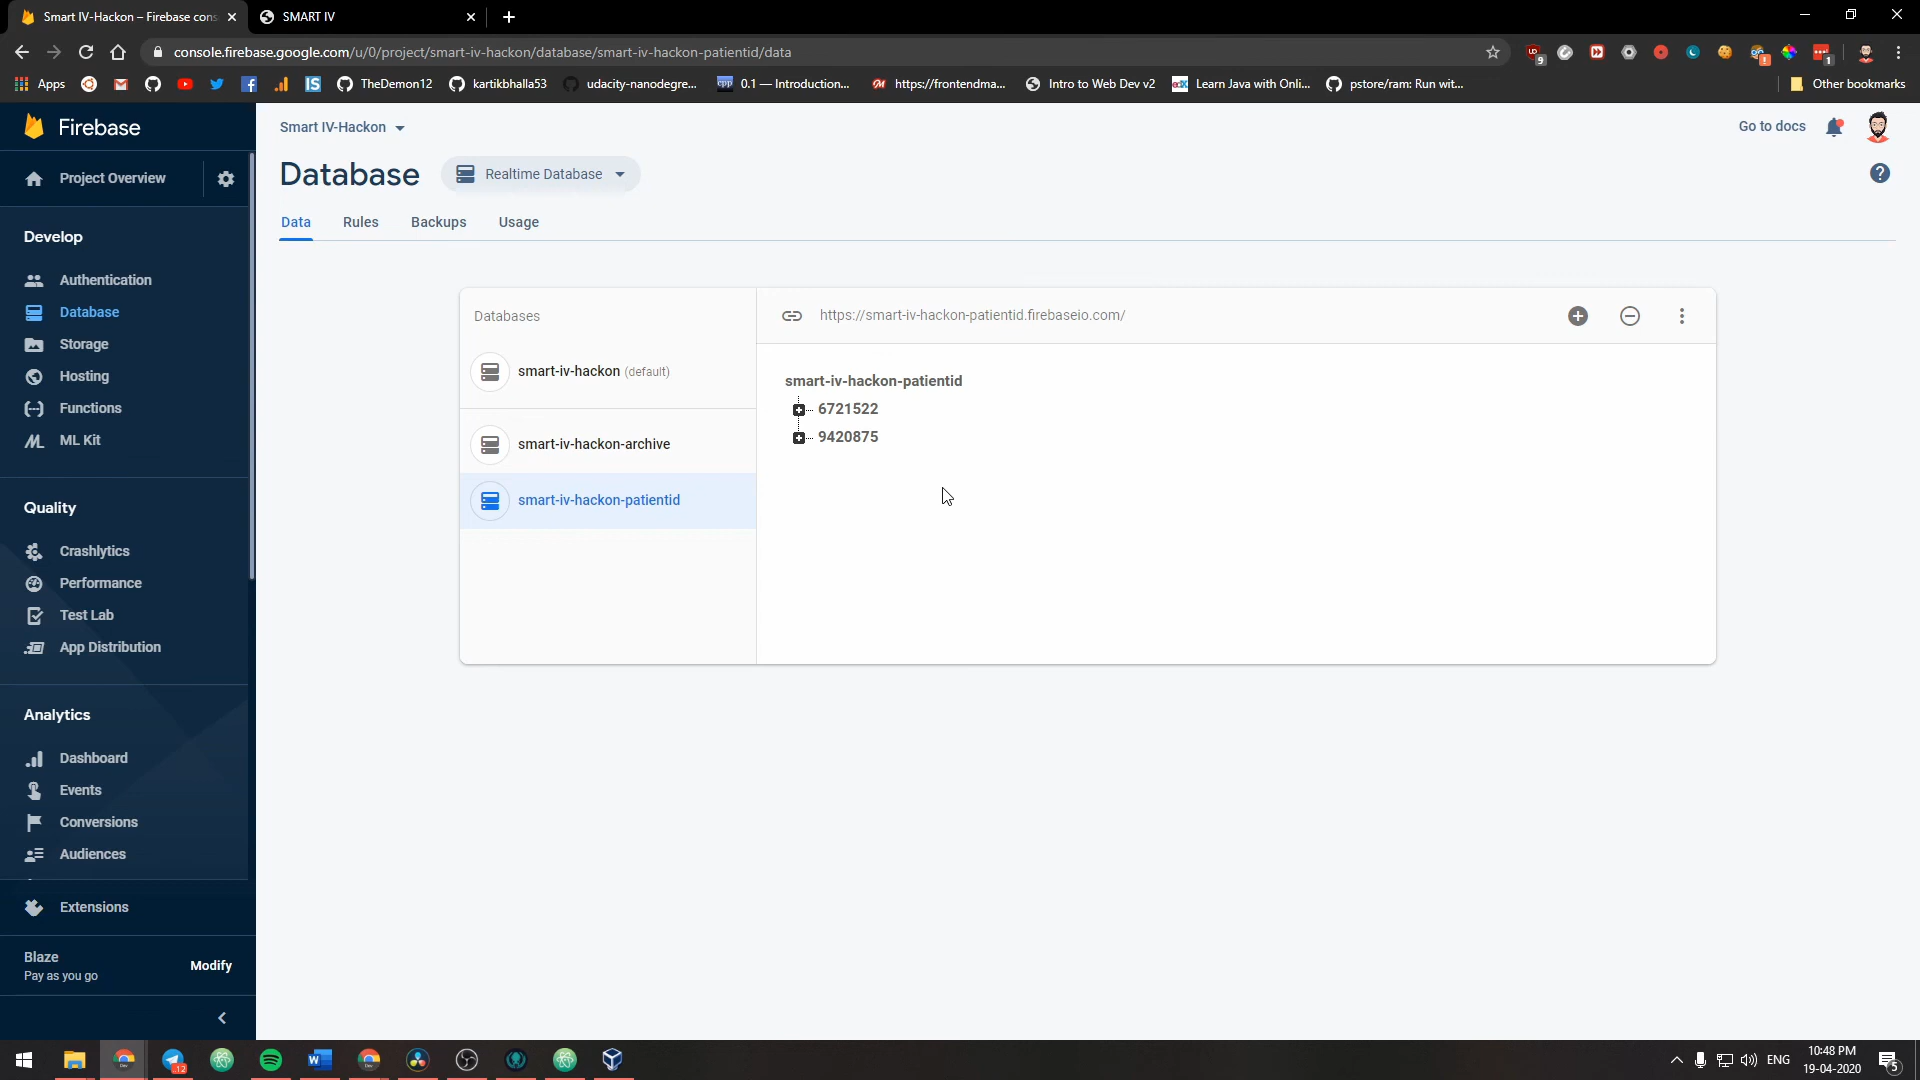 Smart IV-Hackon – Firebase cons
SMART IV
console.firebase.google.com/u/0/project/smart-iv-hackon/database/smart-iv-hackon-patientid/data
Apps
TheDemon12
kartikbhalla53
udacity-nanodegre...
0.1 — Introduction...
https://frontendma...
Intro to Web Dev v2
Learn Java with Onli...
pstore/ram: Run wit...
Other bookmarks
Firebase
Smart IV-Hackon
Go to docs
Project Overview
Database
Realtime Database
Data
Rules
Backups
Usage
Develop
Authentication
Database
Storage
Hosting
Functions
ML Kit
Quality
Crashlytics
Performance
Test Lab
App Distribution
Analytics
Dashboard
Events
Conversions
Audiences
Extensions
Blaze
Pay as you go
Modify
Databases
smart-iv-hackon (default)
smart-iv-hackon-archive
smart-iv-hackon-patientid
https://smart-iv-hackon-patientid.firebaseio.com/
smart-iv-hackon-patientid
6721522
9420875
ENG
10:48 PM
19-04-2020
5